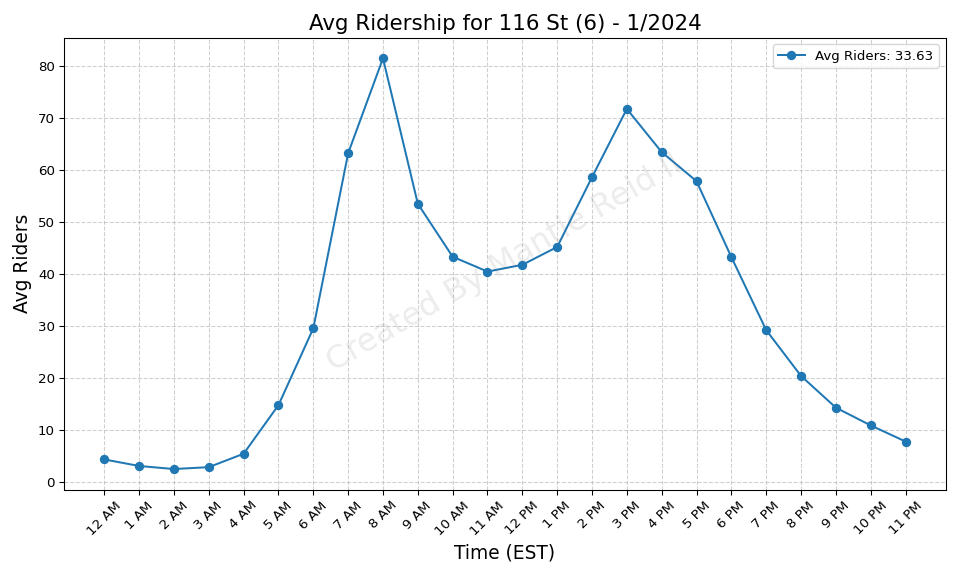 Avg Ridership for 116 St (6) - 1/2024
Avg Riders: 33.63
Avg Riders
80
70
60
50
40
30
20
10
0
Created By Mantie Reid
12 AM
1 AM
2 AM
3 AM
4 AM
5 AM
6 AM
7 AM
8 AM
9 AM
10 AM
11 AM
12 PM
1 PM
2 PM
3 PM
4 PM
5 PM
6 PM
7 PM
8 PM
9 PM
10 PM
11 PM
Time (EST)